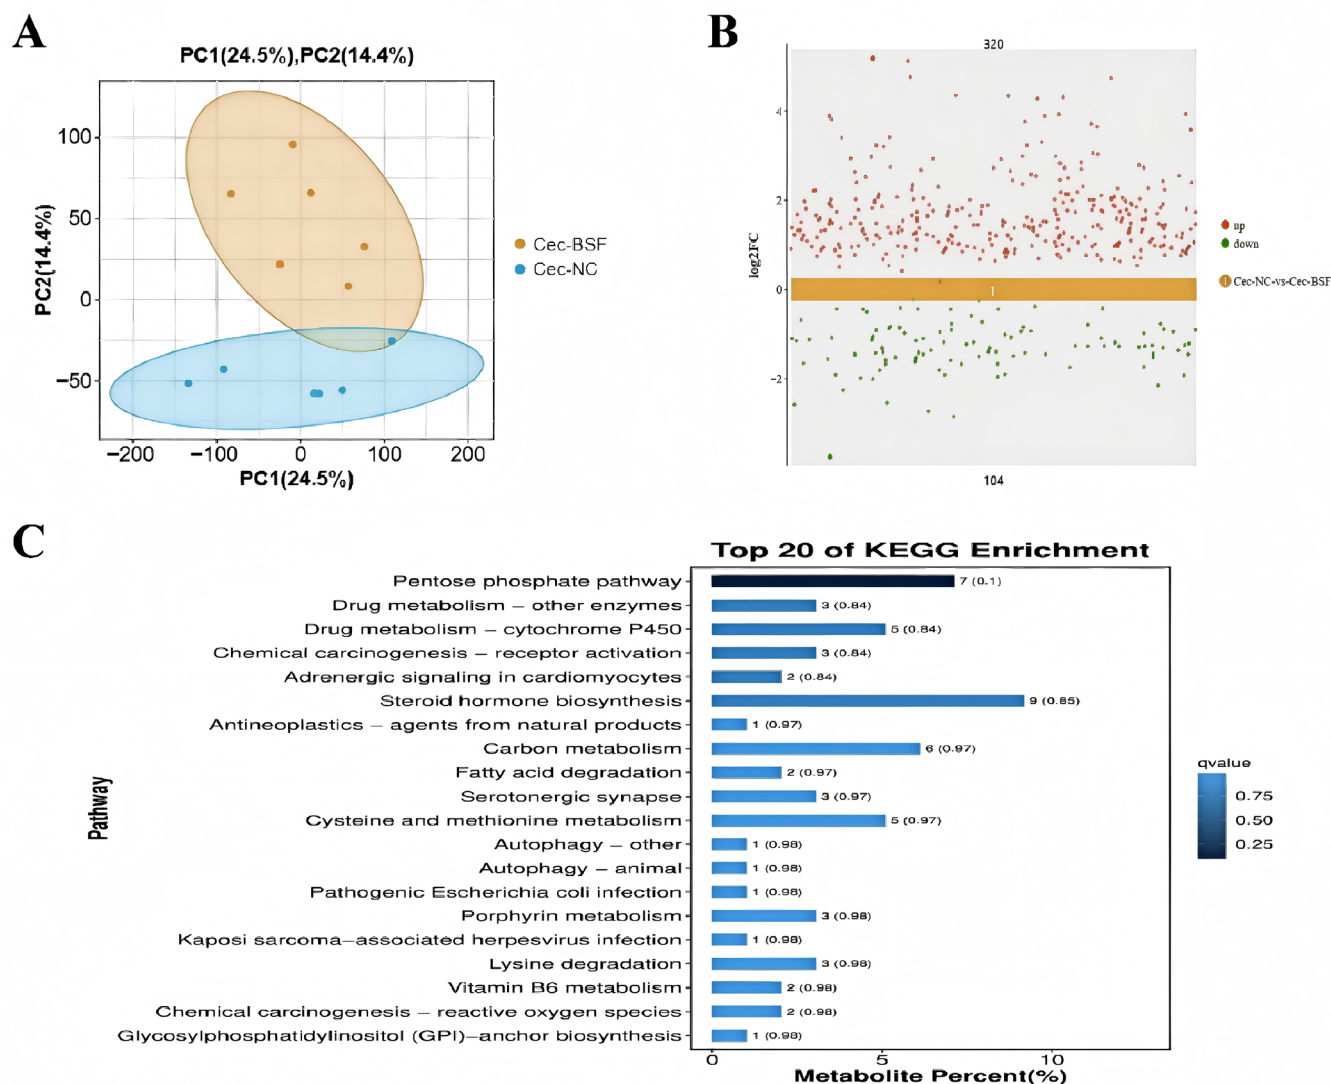 A
PC1(24.5%),PC2(14.4%)
PC2(14.4%)
100
50
0
−50
−200 −100 0 100 200
PC1(24.5%)
Cec-BSF
Cec-NC
B
320
log2FC
4
2
0
−2
1
104
up
down
1 Cec-NC-vs-Cec-BSF
C
Top 20 of KEGG Enrichment
Pathway
Pentose phosphate pathway 7 (0.1)
Drug metabolism − other enzymes 3 (0.84)
Drug metabolism − cytochrome P450 5 (0.84)
Chemical carcinogenesis − receptor activation 3 (0.84)
Adrenergic signaling in cardiomyocytes 2 (0.84)
Steroid hormone biosynthesis 9 (0.85)
Antineoplastics − agents from natural products 1 (0.97)
Carbon metabolism 6 (0.97)
Fatty acid degradation 2 (0.97)
Serotonergic synapse 3 (0.97)
Cysteine and methionine metabolism 5 (0.97)
Autophagy − other 1 (0.98)
Autophagy − animal 1 (0.98)
Pathogenic Escherichia coli infection 1 (0.98)
Porphyrin metabolism 3 (0.98)
Kaposi sarcoma−associated herpesvirus infection 1 (0.98)
Lysine degradation 3 (0.98)
Vitamin B6 metabolism 2 (0.98)
Chemical carcinogenesis − reactive oxygen species 2 (0.98)
Glycosylphosphatidylinositol (GPI)−anchor biosynthesis 1 (0.98)
0 5 10
Metabolite Percent(%)
qvalue
0.75
0.50
0.25